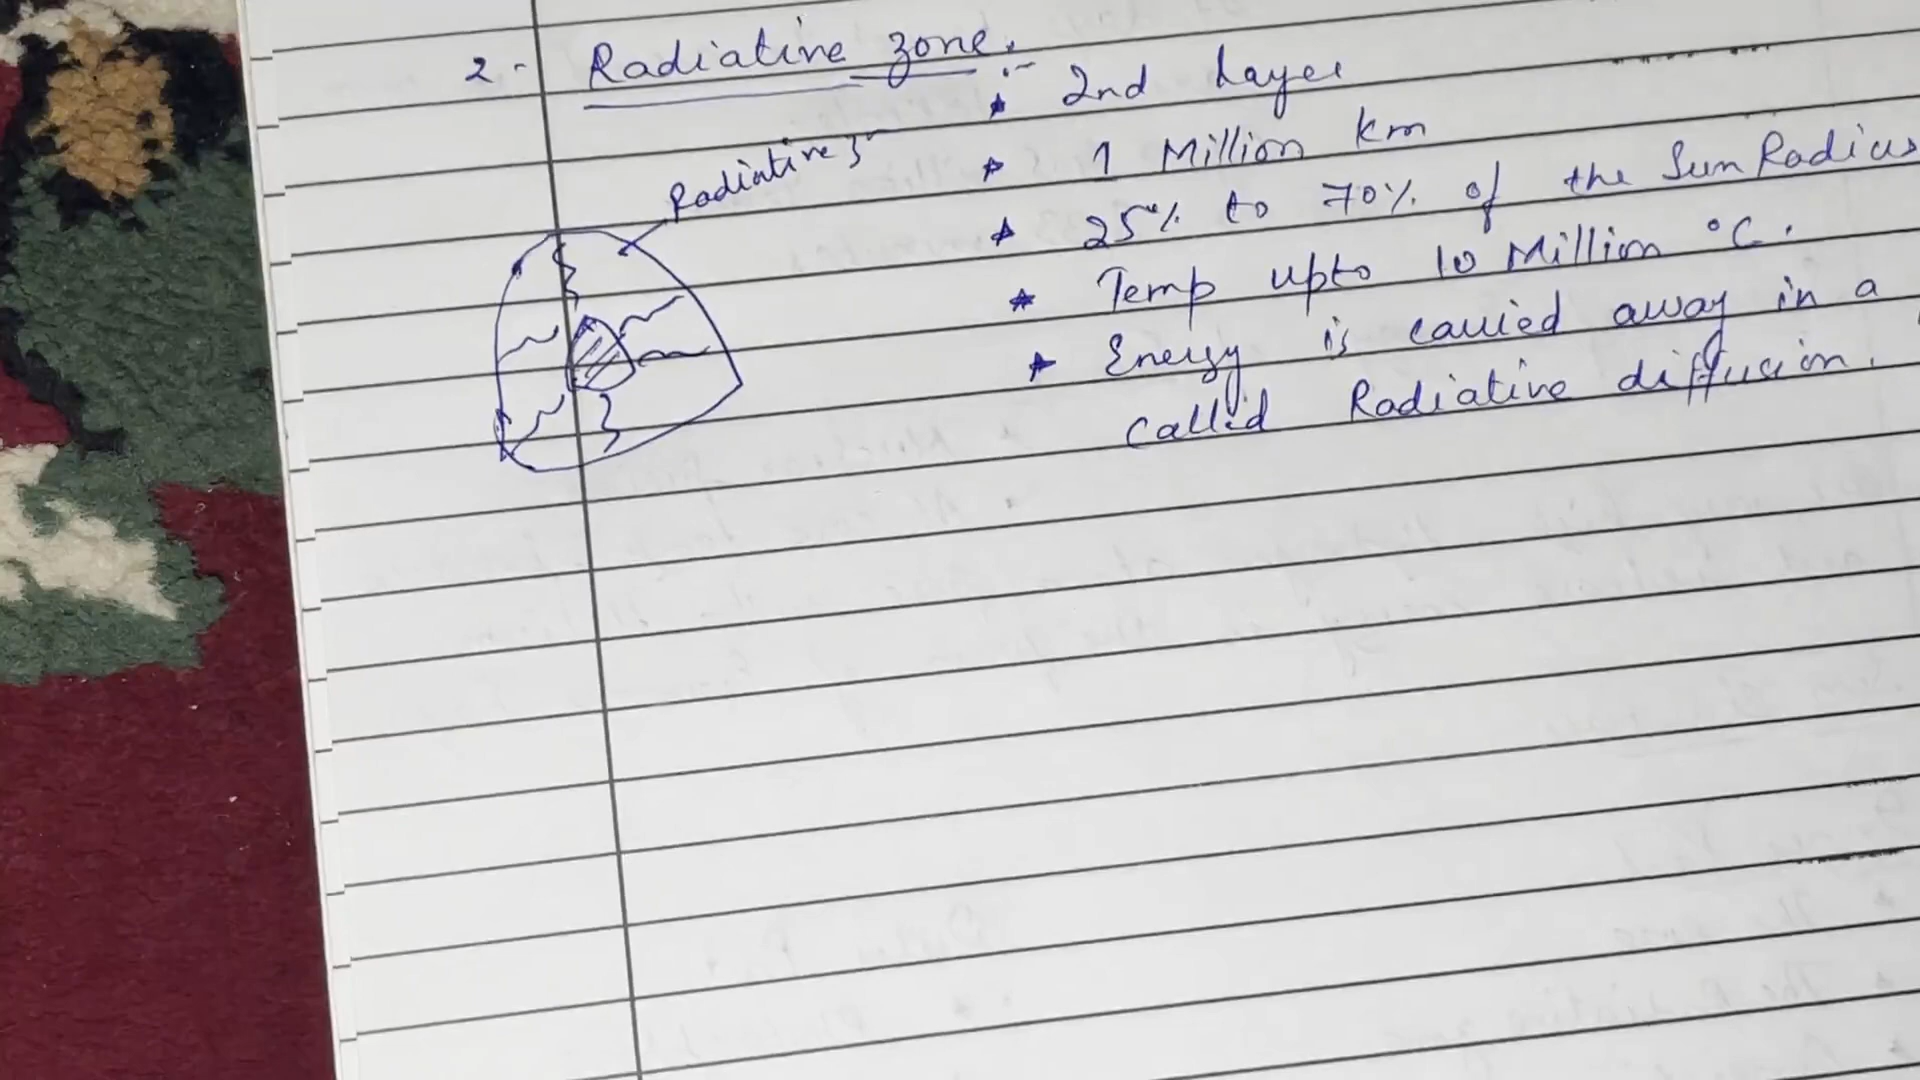 2- Radiative zone :-
Radiative z
★ 2nd Layer
★ 1 Million km
★ 25% to 70% of the Sun Radius
★ Temp upto 10 Million °C.
★ Energy is carried away in a
called Radiative diffusion.